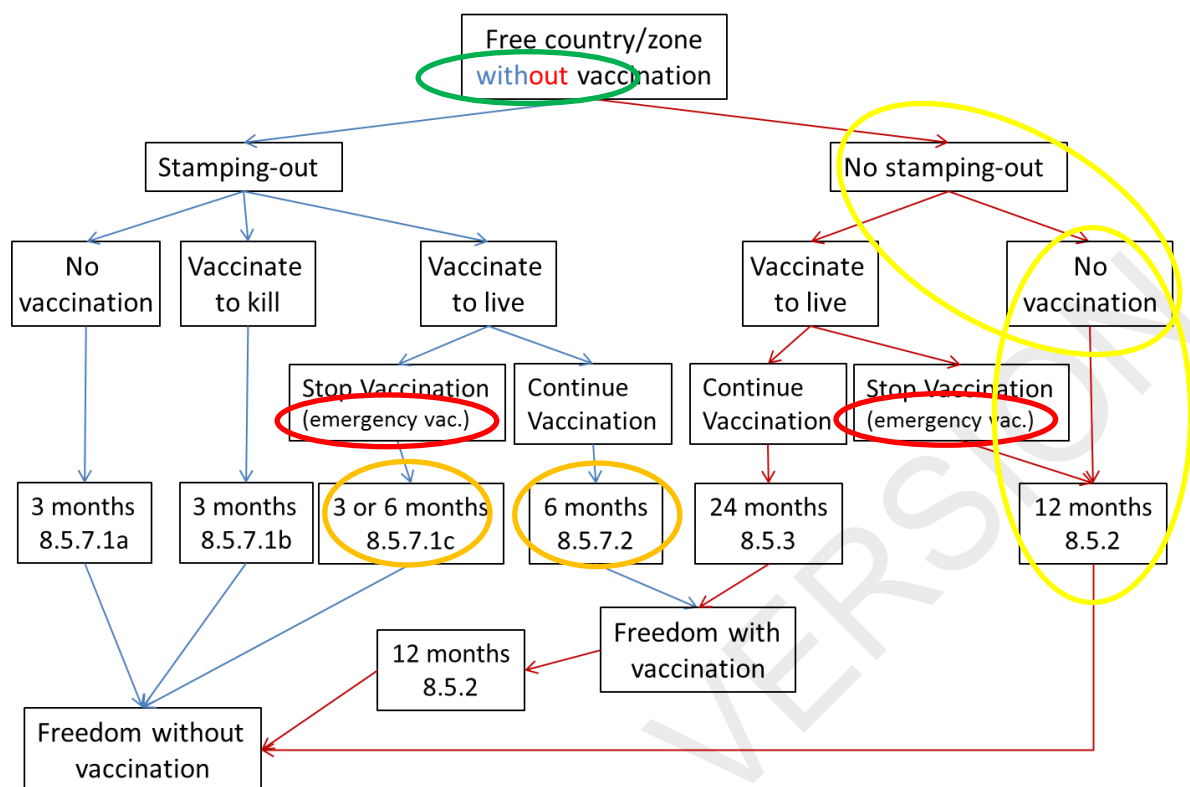 Free country/zone
without vaccination
Stamping-out
No stamping-out
No
vaccination
Vaccinate
to kill
Vaccinate
to live
Vaccinate
to live
No
vaccination
Stop Vaccination
(emergency vac.)
Continue
Vaccination
Continue
Vaccination
Stop Vaccination
(emergency vac.)
3 months
8.5.7.1a
3 months
8.5.7.1b
3 or 6 months
8.5.7.1c
6 months
8.5.7.2
24 months
8.5.3
12 months
8.5.2
Freedom with
vaccination
12 months
8.5.2
Freedom without
vaccination
VERSION